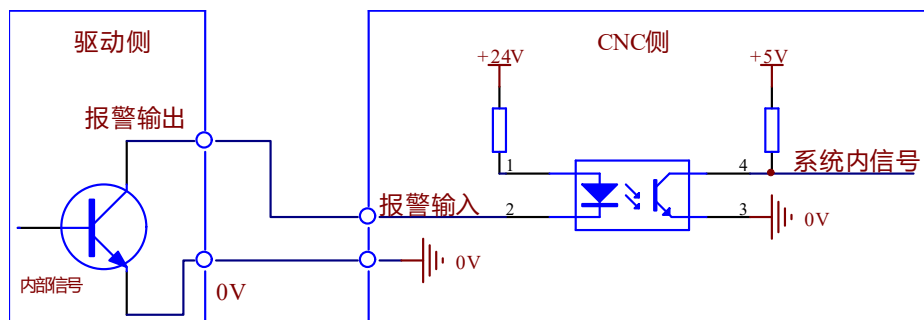 驱动侧
CNC侧
+24V
+5V
报警输出
1
4
系统内信号
报警输入
2
3
0V
0V
内部信号
0V